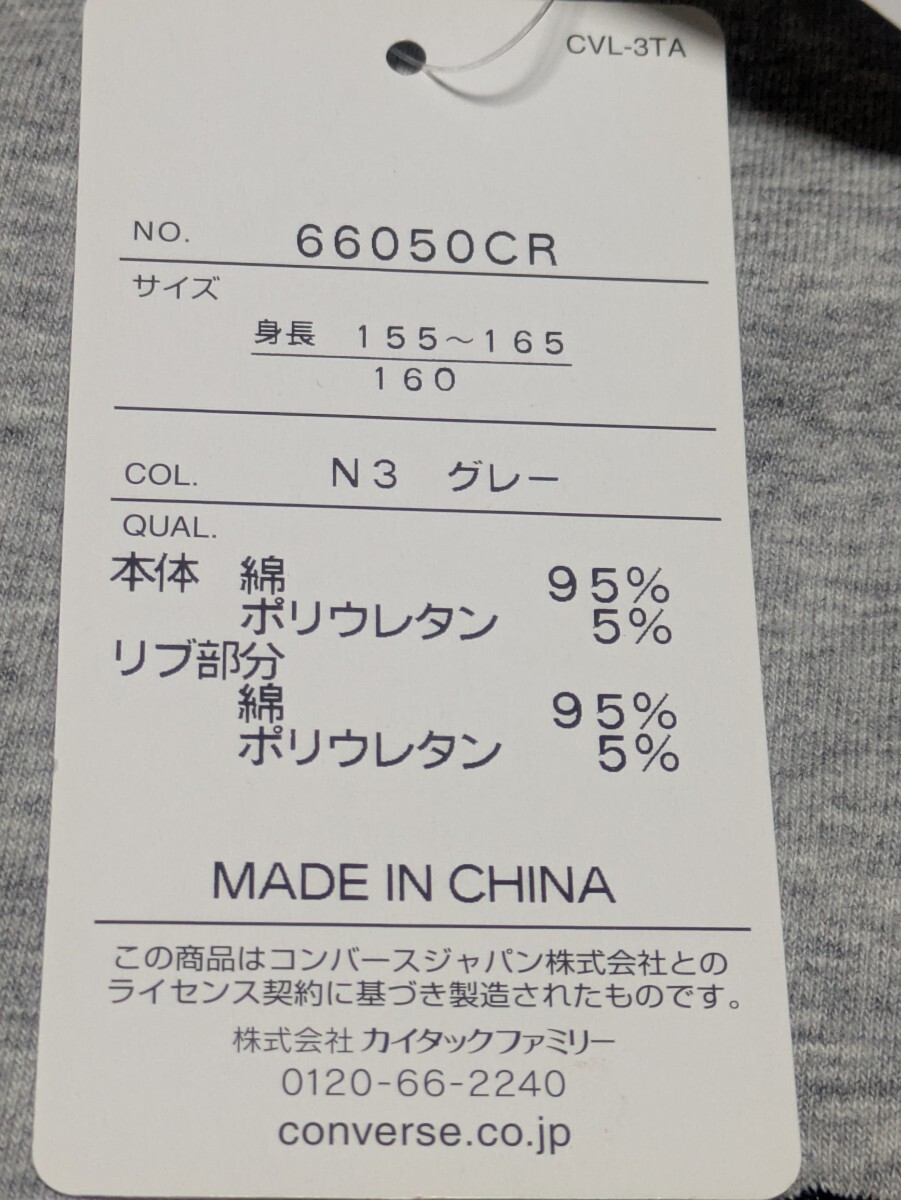 CVL-3TA
NO. 66050CR
サイズ
身長 155～165
160
COL. N3 グレー
QUAL.
本体 綿 95%
ポリウレタン 5%
リブ部分
綿 95%
ポリウレタン 5%
MADE IN CHINA
この商品はコンバースジャパン株式会社との
ライセンス契約に基づき製造されたものです。
株式会社 カイタックファミリー
0120-66-2240
converse.co.jp